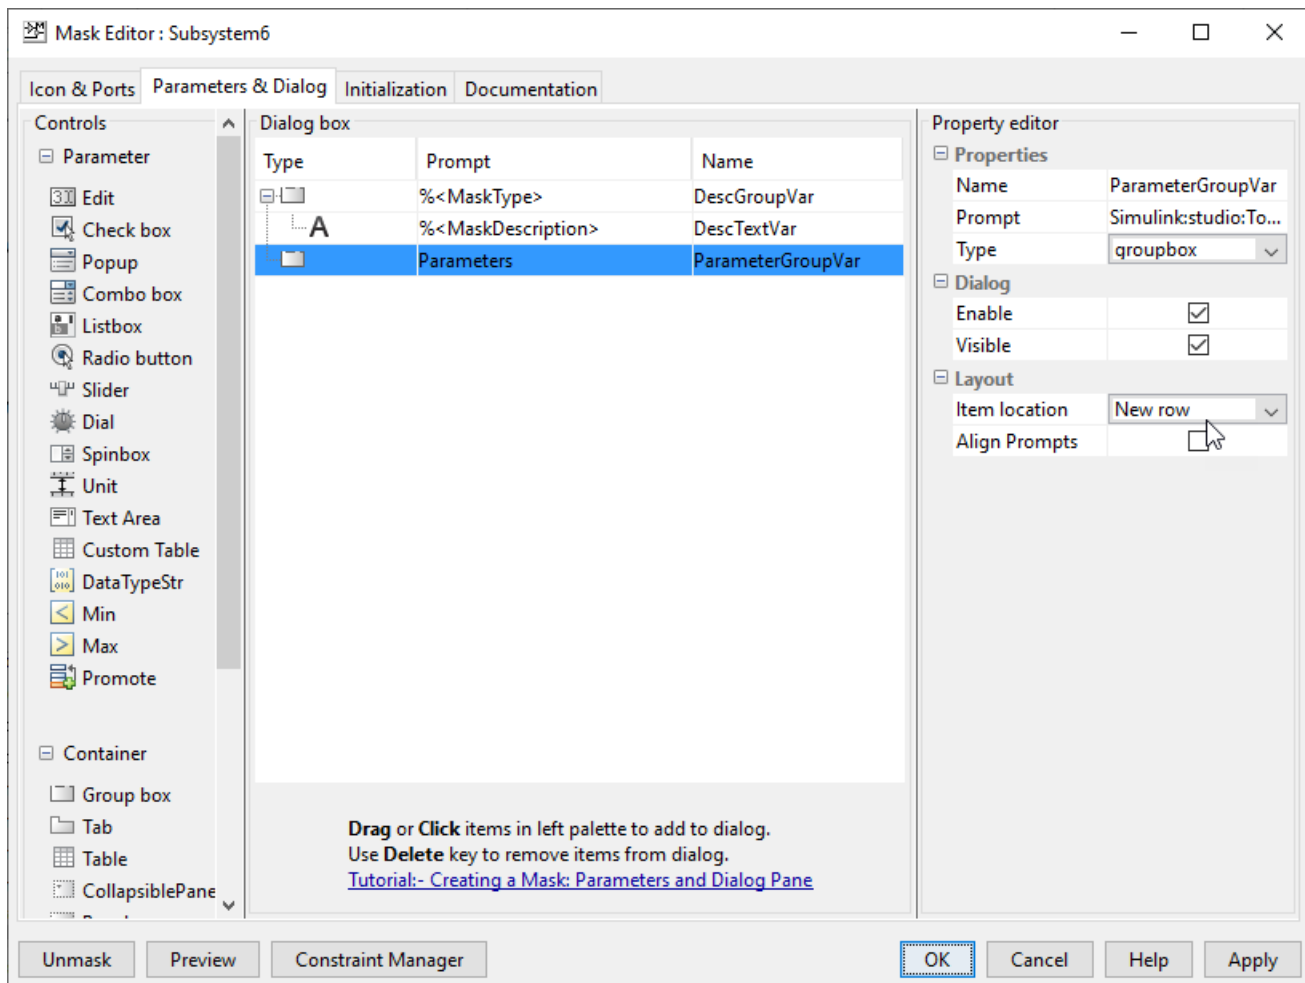 Mask Editor : Subsystem6
Icon & Ports
Parameters & Dialog
Initialization
Documentation
Controls
Parameter
Edit
Check box
Popup
Combo box
Listbox
Radio button
Slider
Dial
Spinbox
Unit
Text Area
Custom Table
DataTypeStr
Min
Max
Promote
Container
Group box
Tab
Table
CollapsiblePane
Dialog box
Type Prompt Name
%<MaskType> DescGroupVar
A %<MaskDescription> DescTextVar
Parameters ParameterGroupVar
Drag or Click items in left palette to add to dialog.
Use Delete key to remove items from dialog.
Tutorial:- Creating a Mask: Parameters and Dialog Pane
Property editor
Properties
Name ParameterGroupVar
Prompt Simulink:studio:To...
Type groupbox
Dialog
Enable
Visible
Layout
Item location New row
Align Prompts
Unmask
Preview
Constraint Manager
OK
Cancel
Help
Apply